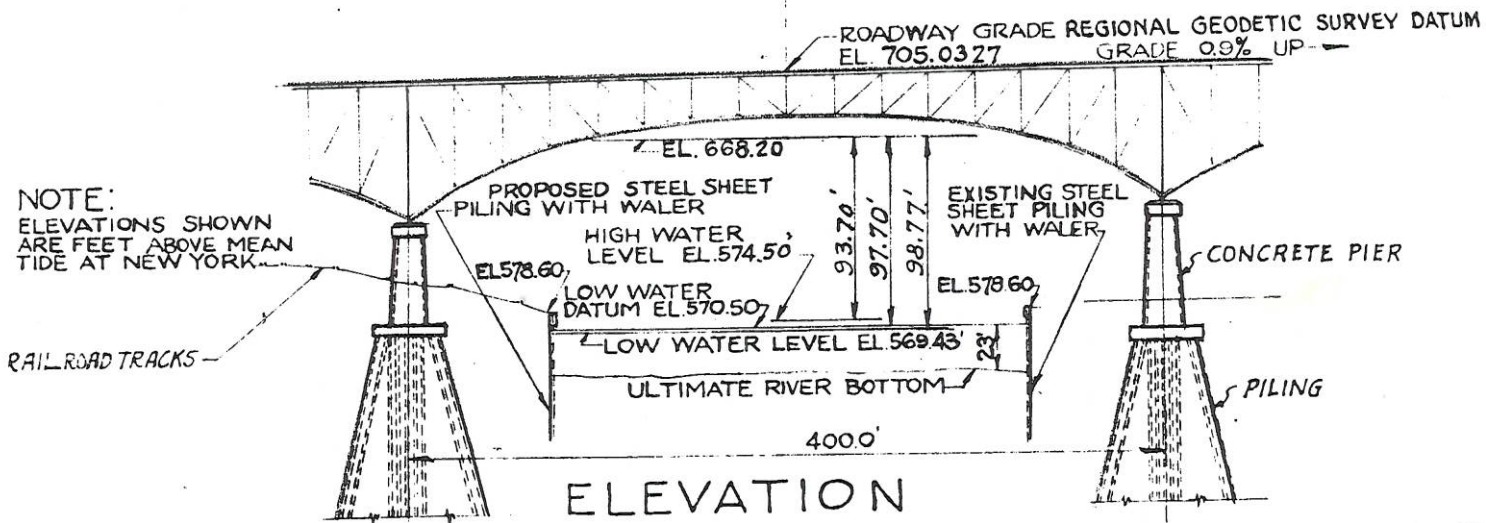 ROADWAY GRADE REGIONAL GEODETIC SURVEY DATUM
EL. 705.0327 GRADE 0.9% UP
EL. 668.20
NOTE:
ELEVATIONS SHOWN
ARE FEET ABOVE MEAN
TIDE AT NEW YORK
PROPOSED STEEL SHEET
PILING WITH WALER
HIGH WATER
LEVEL EL.574.50'
93.70'
97.70'
98.77'
EXISTING STEEL
SHEET PILING
WITH WALER
CONCRETE PIER
EL578.60
LOW WATER
DATUM EL.570.50
EL.578.60
LOW WATER LEVEL EL.569.43'
23'
RAILROAD TRACKS
ULTIMATE RIVER BOTTOM
PILING
400.0'
ELEVATION